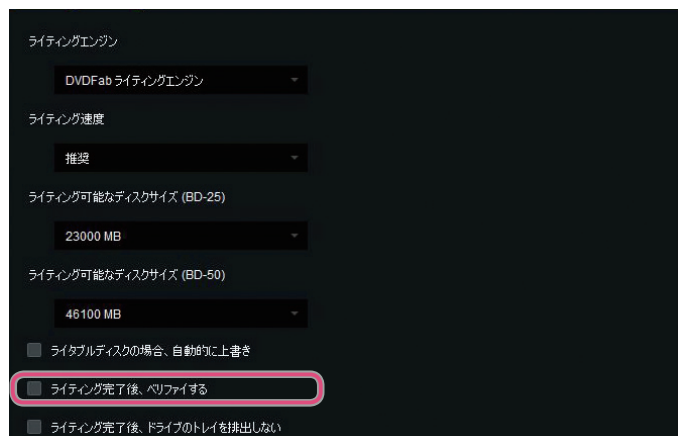 ライティングエンジン
DVDFab ライティングエンジン
ライティング速度
推奨
ライティング可能なディスクサイズ (BD-25)
23000 MB
ライティング可能なディスクサイズ (BD-50)
46100 MB
ライタブルディスクの場合、自動的に上書き
ライティング完了後、ベリファイする
ライティング完了後、ドライブのトレイを排出しない